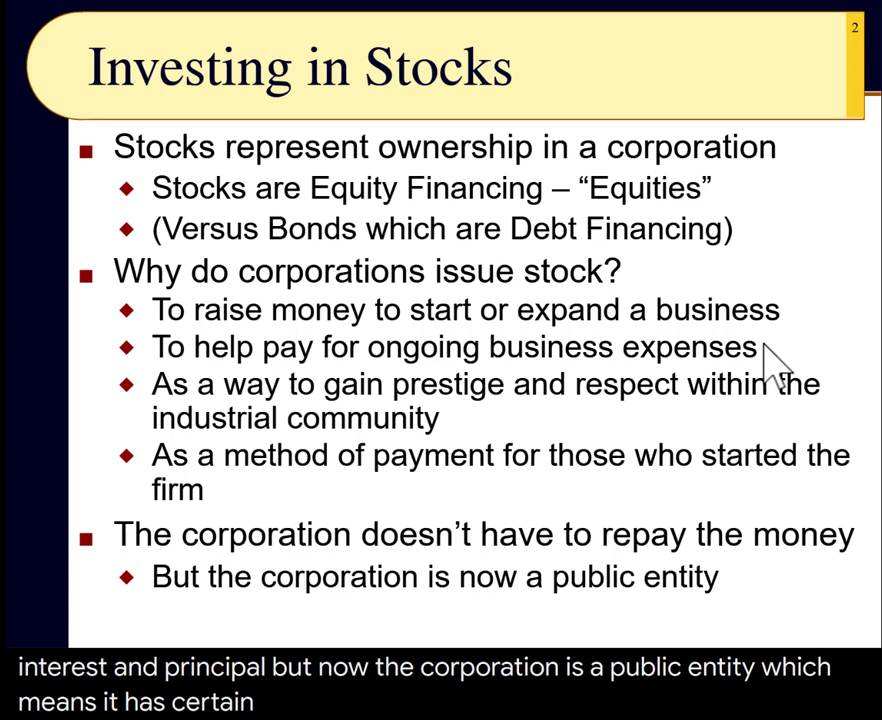 2
Investing in Stocks
Stocks represent ownership in a corporation
Stocks are Equity Financing – “Equities”
(Versus Bonds which are Debt Financing)
Why do corporations issue stock?
To raise money to start or expand a business
To help pay for ongoing business expenses
As a way to gain prestige and respect within the
industrial community
As a method of payment for those who started the
firm
The corporation doesn’t have to repay the money
But the corporation is now a public entity
interest and principal but now the corporation is a public entity which
means it has certain